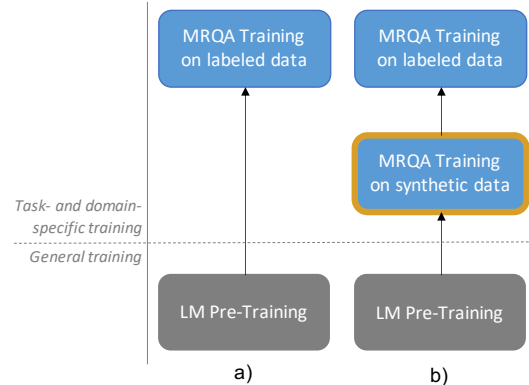 MRQA Training
on labeled data
MRQA Training
on labeled data
MRQA Training
on synthetic data
Task- and domain-
specific training
General training
LM Pre-Training
LM Pre-Training
a)
b)